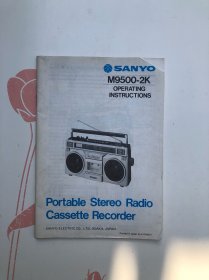 SANYO
M9500-2K
OPERATING
INSTRUCTIONS
Portable Stereo Radio
Cassette Recorder
SANYO ELECTRIC CO., LTD. OSAKA, JAPAN